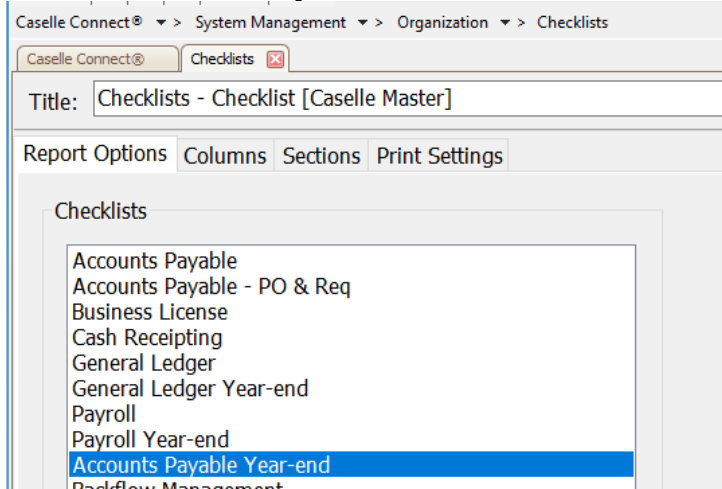 Caselle Connect® ▾ > System Management ▾ > Organization ▾ > Checklists
Caselle Connect® Checklists
Title: Checklists - Checklist [Caselle Master]
Report Options Columns Sections Print Settings
Checklists
Accounts Payable
Accounts Payable - PO & Req
Business License
Cash Receipting
General Ledger
General Ledger Year-end
Payroll
Payroll Year-end
Accounts Payable Year-end
Backflow Management